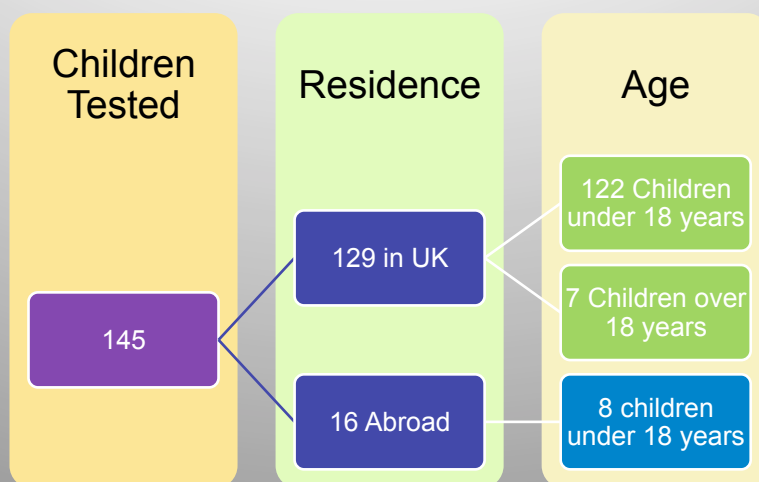 Children
Tested
Residence
Age
145
129 in UK
16 Abroad
122 Children
under 18 years
7 Children over
18 years
8 children
under 18 years